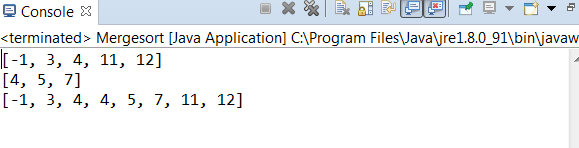 Console
<terminated> Mergesort [Java Application] C:\Program Files\Java\jre1.8.0_91\bin\javaw
[-1, 3, 4, 11, 12]
[4, 5, 7]
[-1, 3, 4, 4, 5, 7, 11, 12]